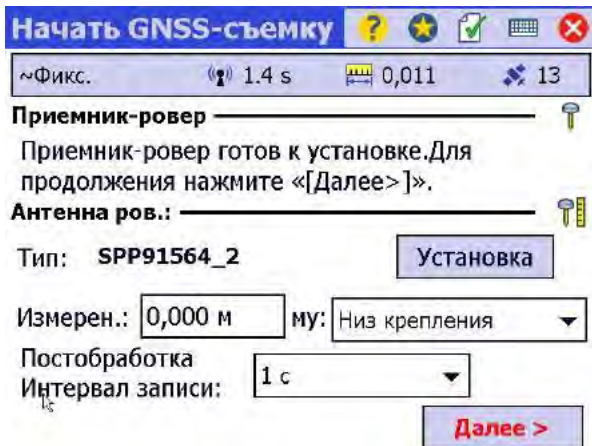 Начать GNSS-съемку
~Фикс. 1.4 s 0,011 13
Приемник-ровер
Приемник-ровер готов к установке.Для
продолжения нажмите «[Далее>]».
Антенна ров.:
Тип: SPP91564_2 Установка
Измерен.: 0,000 м му: Низ крепления
Постобработка
Интервал записи: 1 с
Далее >